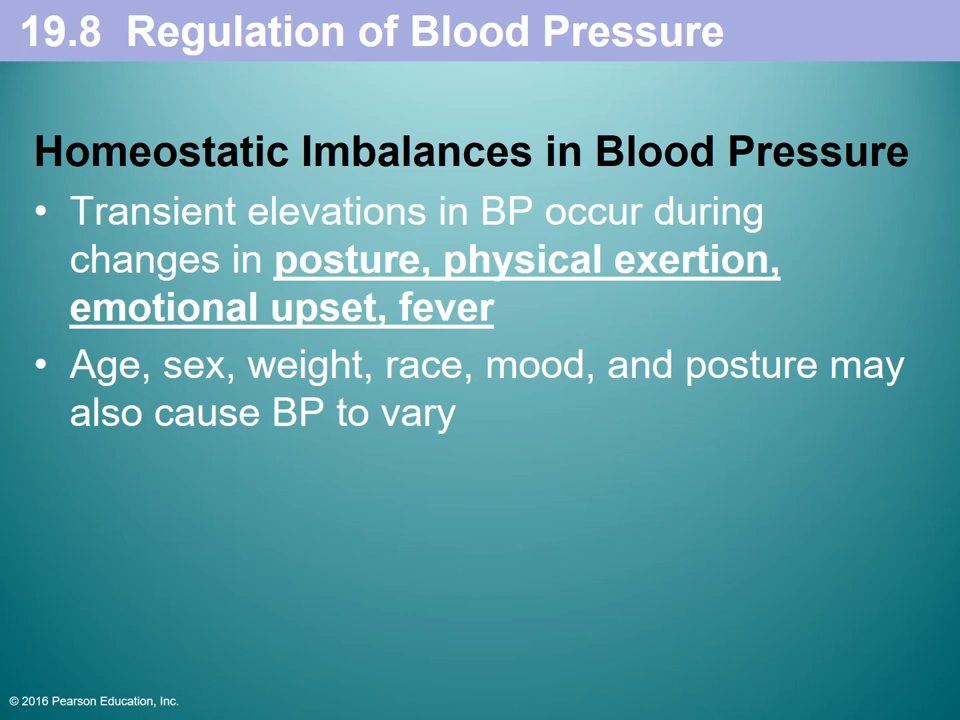 19.8 Regulation of Blood Pressure
Homeostatic Imbalances in Blood Pressure
• Transient elevations in BP occur during
changes in posture, physical exertion,
emotional upset, fever
• Age, sex, weight, race, mood, and posture may
also cause BP to vary
© 2016 Pearson Education, Inc.